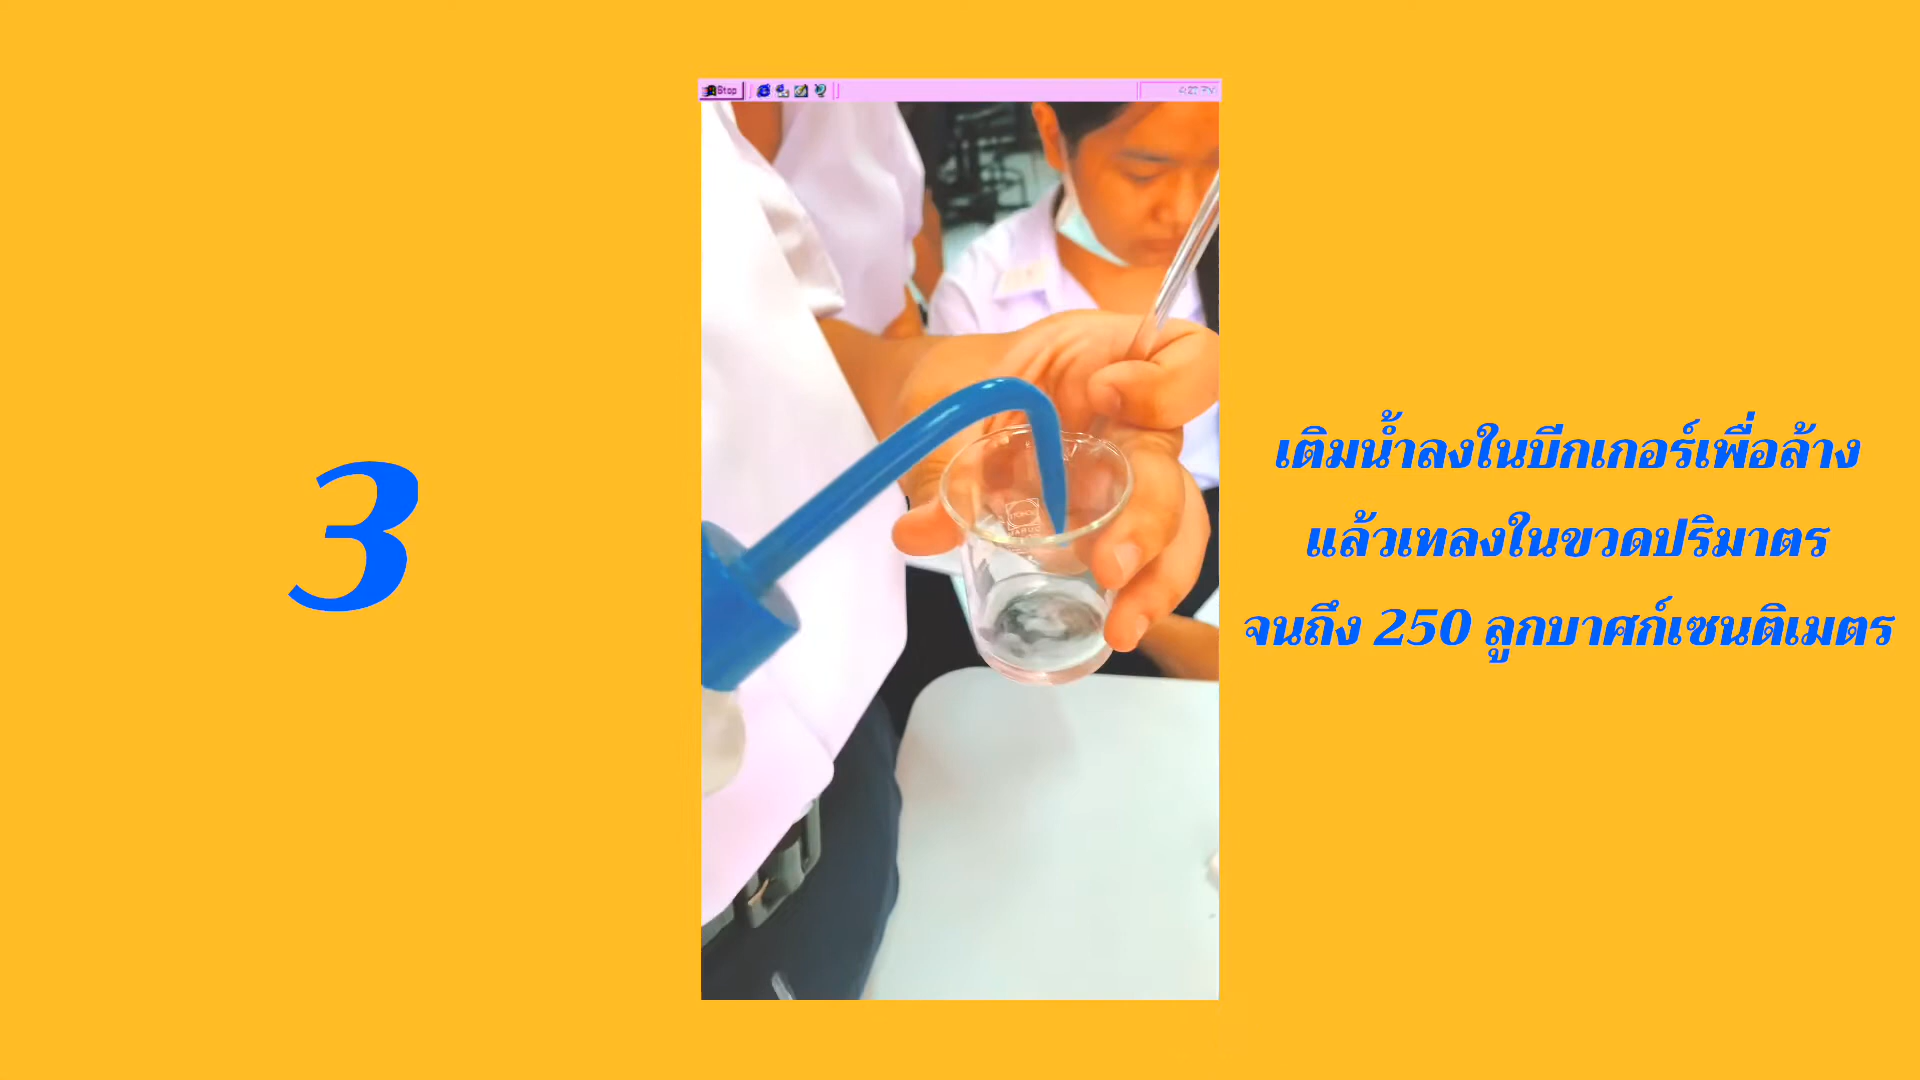 Stop
3
เติมน้ำลงในบีกเกอร์เพื่อล้าง
แล้วเทลงในขวดปริมาตร
จนถึง 250 ลูกบาศก์เซนติเมตร